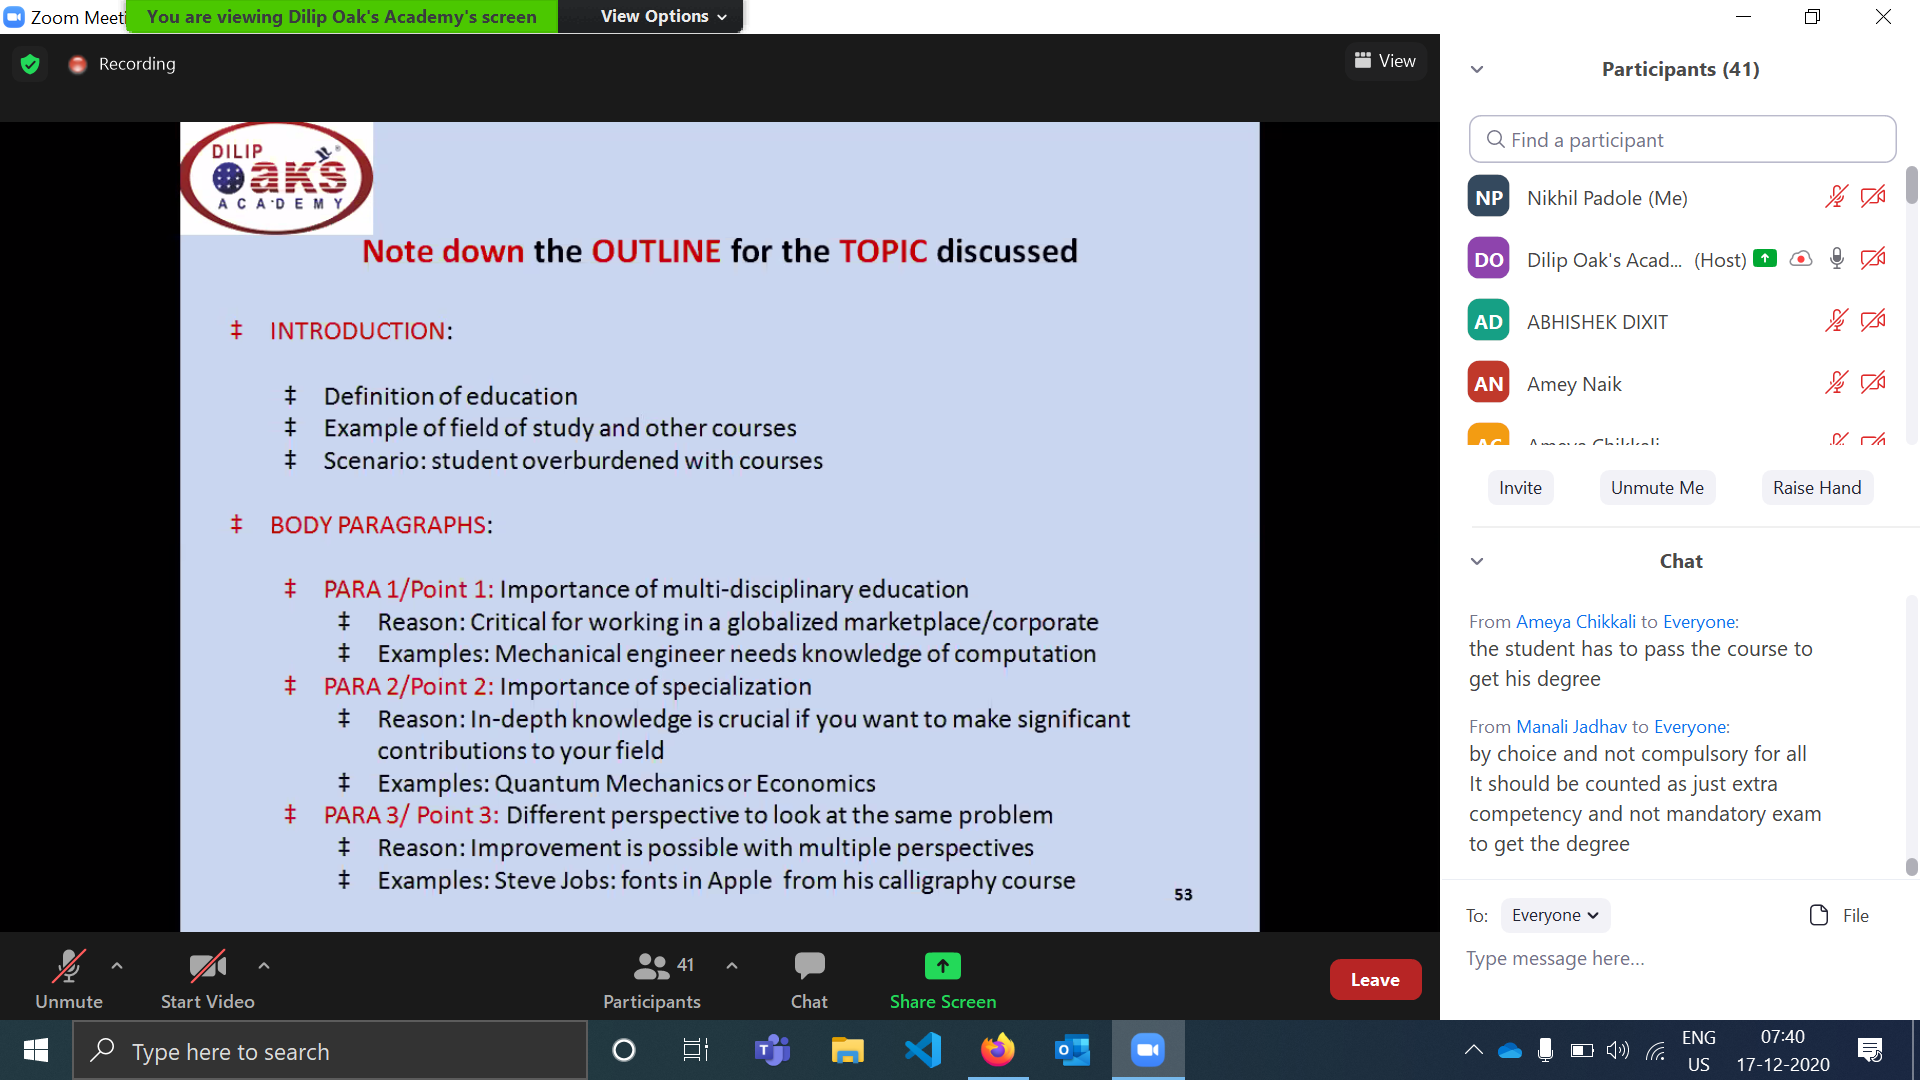 Zoom Meeti
You are viewing Dilip Oak's Academy's screen
View Options
Recording
View
DILIP
Oaks
ACADEMY
Note down the OUTLINE for the TOPIC discussed
‡ INTRODUCTION:
‡ Definition of education
‡ Example of field of study and other courses
‡ Scenario: student overburdened with courses
‡ BODY PARAGRAPHS:
‡ PARA 1/Point 1: Importance of multi-disciplinary education
‡ Reason: Critical for working in a globalized marketplace/corporate
‡ Examples: Mechanical engineer needs knowledge of computation
‡ PARA 2/Point 2: Importance of specialization
‡ Reason: In-depth knowledge is crucial if you want to make significant
contributions to your field
‡ Examples: Quantum Mechanics or Economics
‡ PARA 3/ Point 3: Different perspective to look at the same problem
‡ Reason: Improvement is possible with multiple perspectives
‡ Examples: Steve Jobs: fonts in Apple from his calligraphy course
53
Participants (41)
Find a participant
NP Nikhil Padole (Me)
DO Dilip Oak's Acad... (Host)
AD ABHISHEK DIXIT
AN Amey Naik
AC Ameya Chikkali
Invite
Unmute Me
Raise Hand
Chat
From Ameya Chikkali to Everyone:
the student has to pass the course to
get his degree
From Manali Jadhav to Everyone:
by choice and not compulsory for all
It should be counted as just extra
competency and not mandatory exam
to get the degree
To: Everyone
File
Type message here...
Unmute
Start Video
41
Participants
Chat
Share Screen
Leave
Type here to search
ENG
US
07:40
17-12-2020